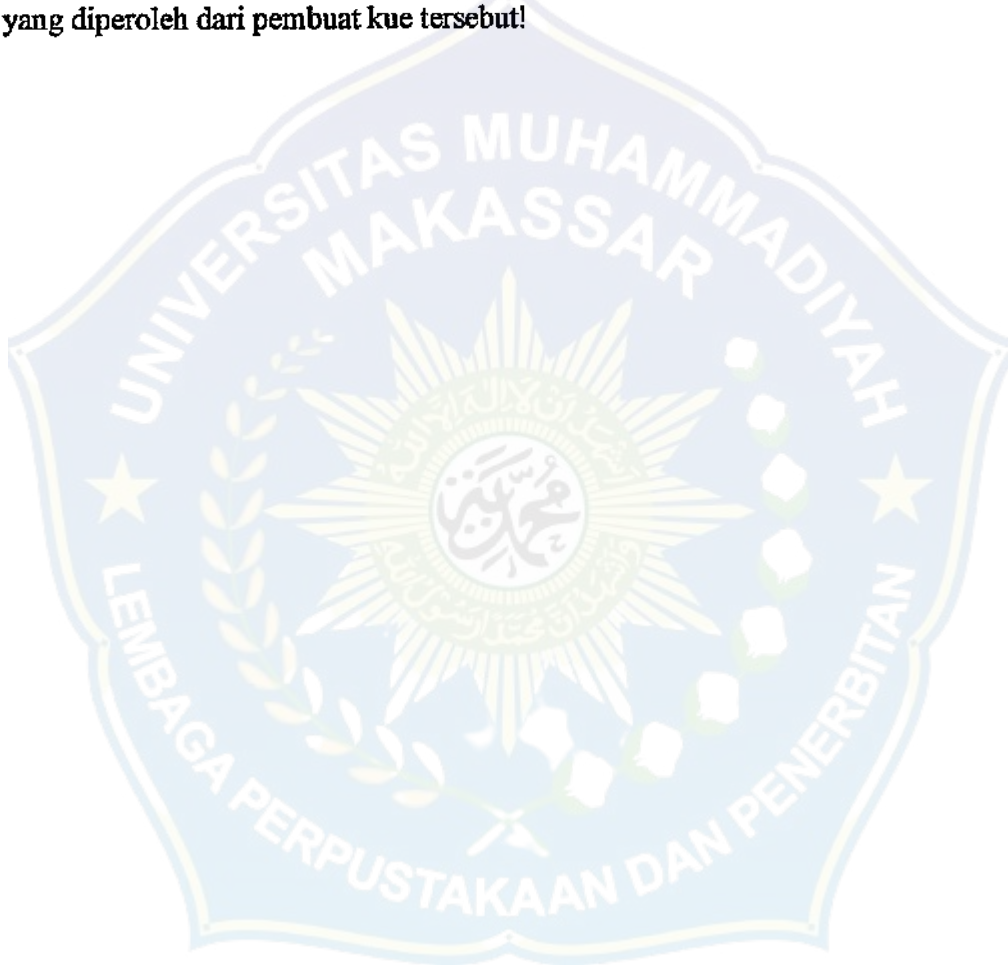 yang diperoleh dari pembuat kue tersebut!
UNIVERSITAS MUHAMMADIYAH
MAKASSAR
LEMBAGA PERPUSTAKAAN DAN PENERBITAN